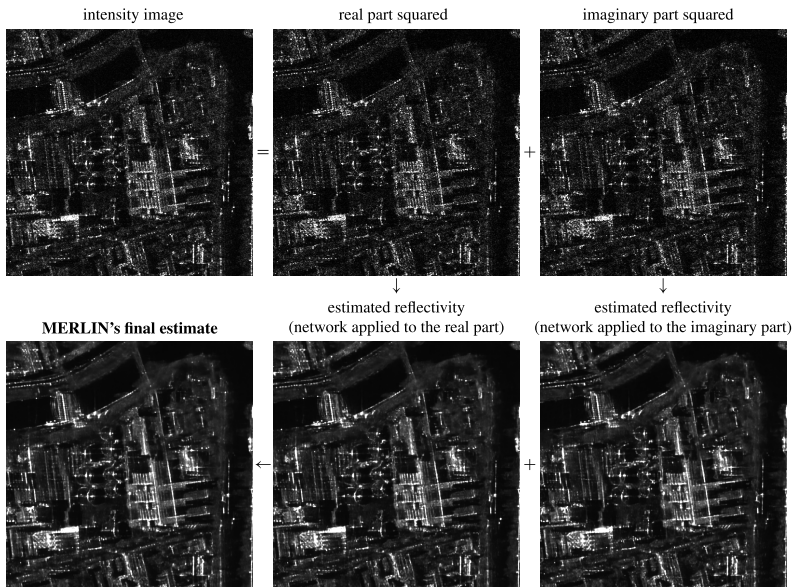 intensity image
real part squared
imaginary part squared
=
+
↓
↓
estimated reflectivity
(network applied to the real part)
estimated reflectivity
(network applied to the imaginary part)
MERLIN's final estimate
←
+